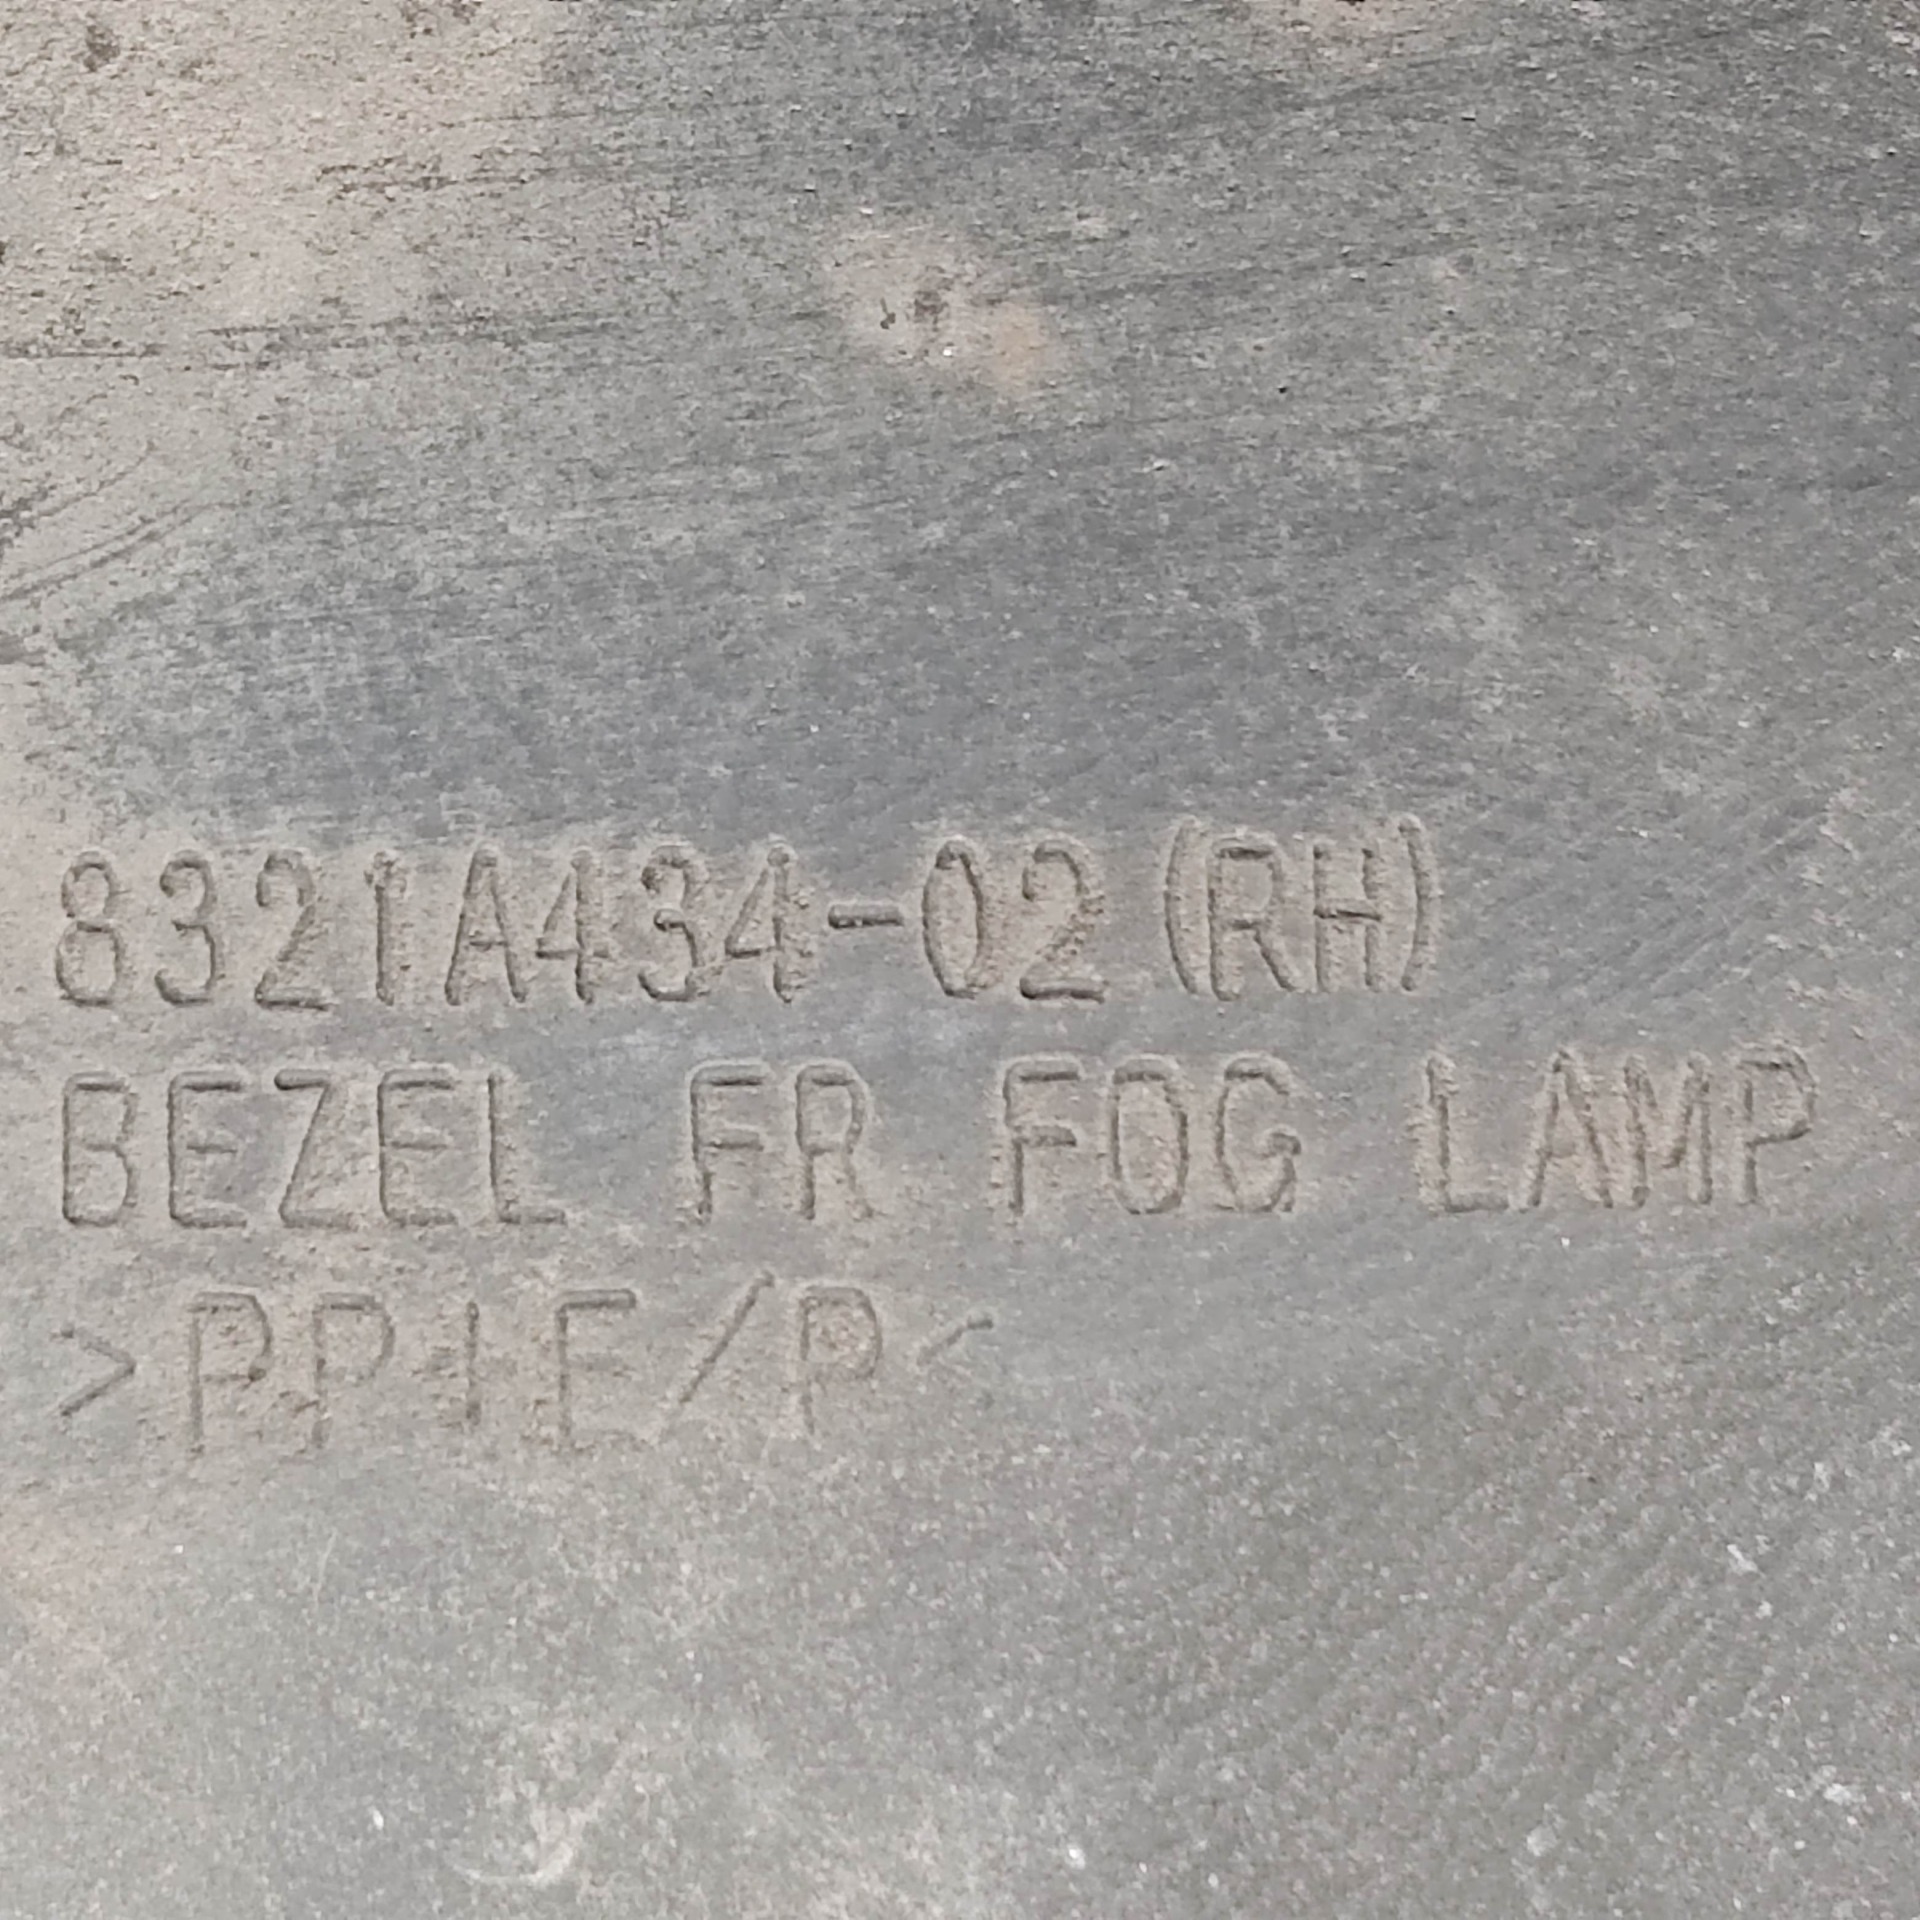 8321A434-02(RH)
BEZEL FR FOG LAMP
>PP+E/P<